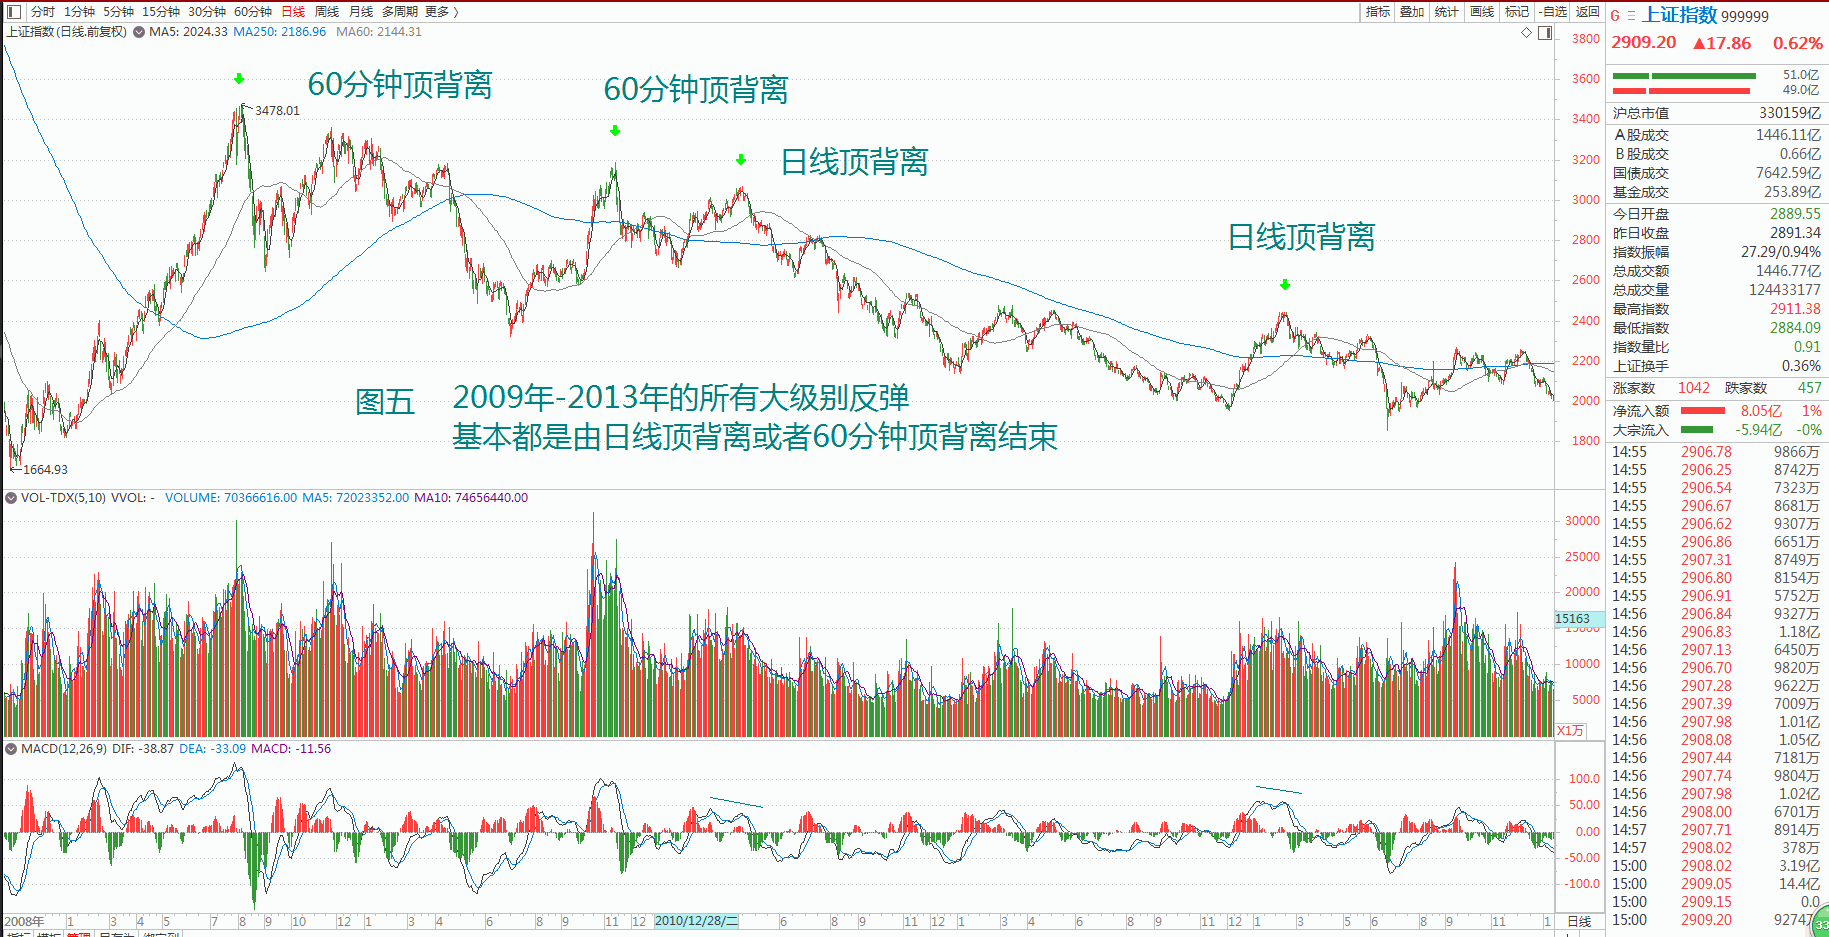 分时 1分钟 5分钟 15分钟 30分钟 60分钟 日线 周线 月线 多周期 更多 〉
指标 叠加 统计 画线 标记 -自选 返回
上证指数(日线.前复权) MA5: 2024.33 MA250: 2186.96 MA60: 2144.31
60分钟顶背离
60分钟顶背离
日线顶背离
日线顶背离
3478.01
1664.93
图五
2009年-2013年的所有大级别反弹
基本都是由日线顶背离或者60分钟顶背离结束
3800
3600
3400
3200
3000
2800
2600
2400
2200
2000
1800
VOL-TDX(5,10) VVOL: - VOLUME: 70366616.00 MA5: 72023352.00 MA10: 74656440.00
30000
25000
20000
15163
15000
10000
5000
X1万
MACD(12,26,9) DIF: -38.87 DEA: -33.09 MACD: -11.56
100.0
50.00
0.00
-50.00
-100.0
2008年 1 3 4 5 7 8 9 10 12 1 3 4 6 8 9 11 12 2010/12/28/二 6 8 9 11 12 1 3 4 6 8 9 11 12 1 3 5 6 8 9 11 1 日线
G 上证指数 999999
2909.20 ▲17.86 0.62%
51.0亿
49.0亿
沪总市值 330159亿
A股成交 1446.11亿
B股成交 0.66亿
国债成交 7642.59亿
基金成交 253.89亿
今日开盘 2889.55
昨日收盘 2891.34
指数振幅 27.29/0.94%
总成交额 1446.77亿
总成交量 124433177
最高指数 2911.38
最低指数 2884.09
指数量比 0.91
上证换手 0.36%
涨家数 1042 跌家数 457
净流入额 8.05亿 1%
大宗流入 -5.94亿 -0%
14:55 2906.78 9866万
14:55 2906.25 8742万
14:55 2906.54 7323万
14:55 2906.67 8681万
14:55 2906.62 9307万
14:55 2906.86 6651万
14:55 2907.31 8749万
14:55 2906.80 8154万
14:55 2906.91 5752万
14:56 2906.84 9327万
14:56 2906.83 1.18亿
14:56 2907.13 6450万
14:56 2906.70 9820万
14:56 2907.28 9622万
14:56 2907.39 7009万
14:56 2907.98 1.01亿
14:56 2908.08 1.05亿
14:56 2907.44 7181万
14:56 2907.74 9804万
14:56 2907.98 1.02亿
14:56 2908.00 6701万
14:57 2907.71 8914万
14:57 2908.02 378万
15:00 2908.02 3.19亿
15:00 2909.05 14.4亿
15:00 2909.15 0.0
15:00 2909.20 9274
33